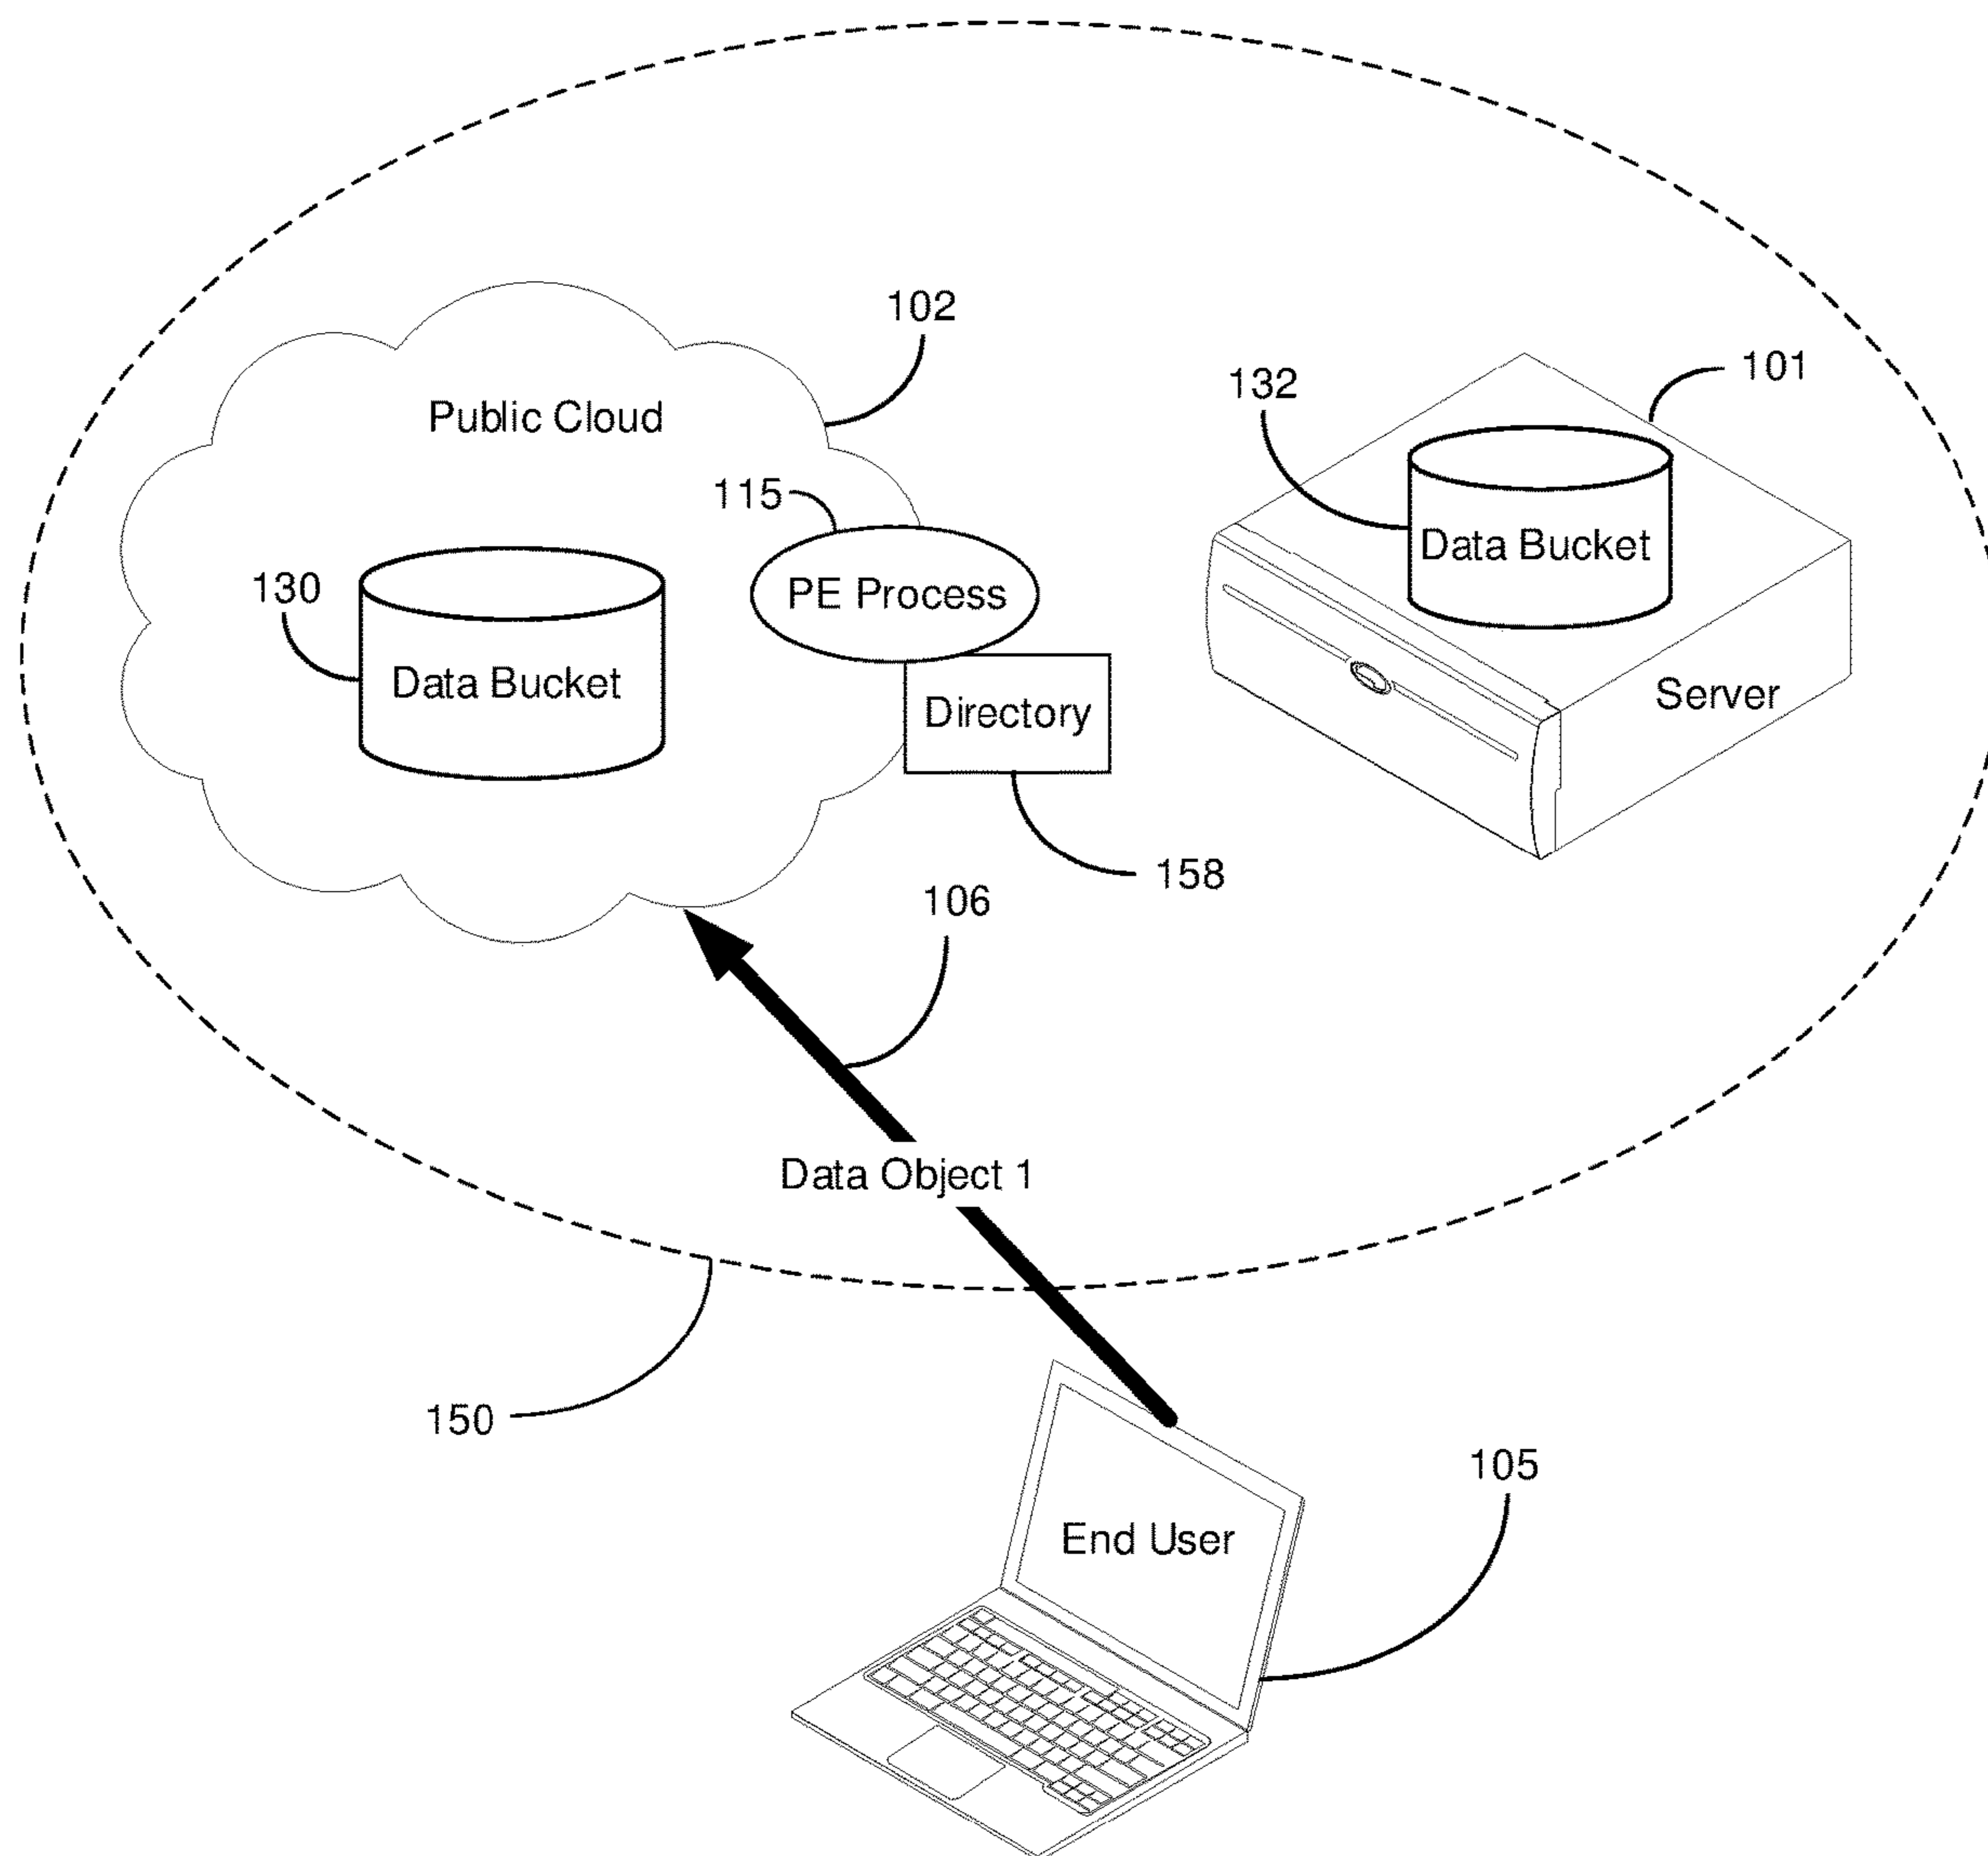 102
101
132
Public Cloud
115
Data Bucket
130
PE Process
Data Bucket
Directory
Server
158
106
Data Object 1
150
105
End User